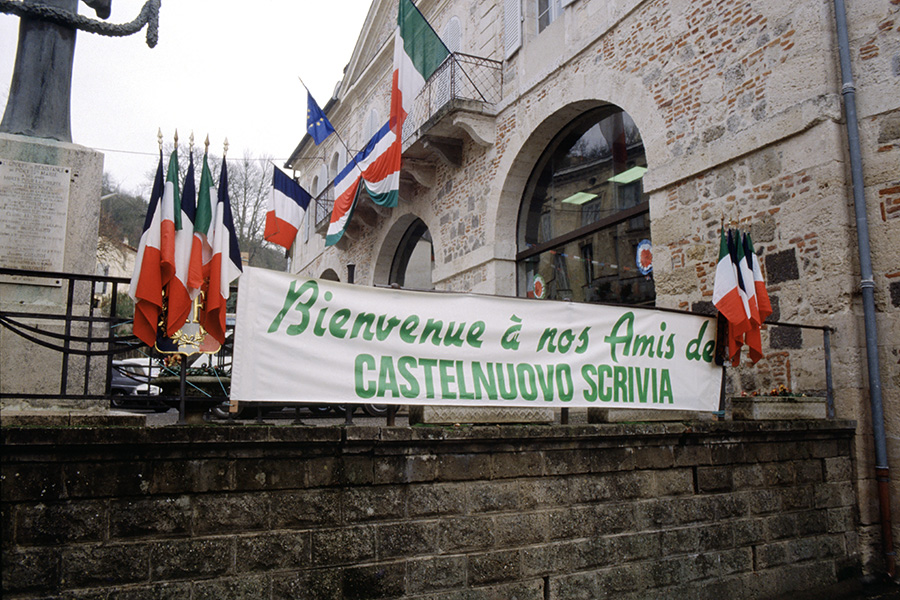 Bienvenue à nos Amis de
CASTELNUOVO SCRIVIA